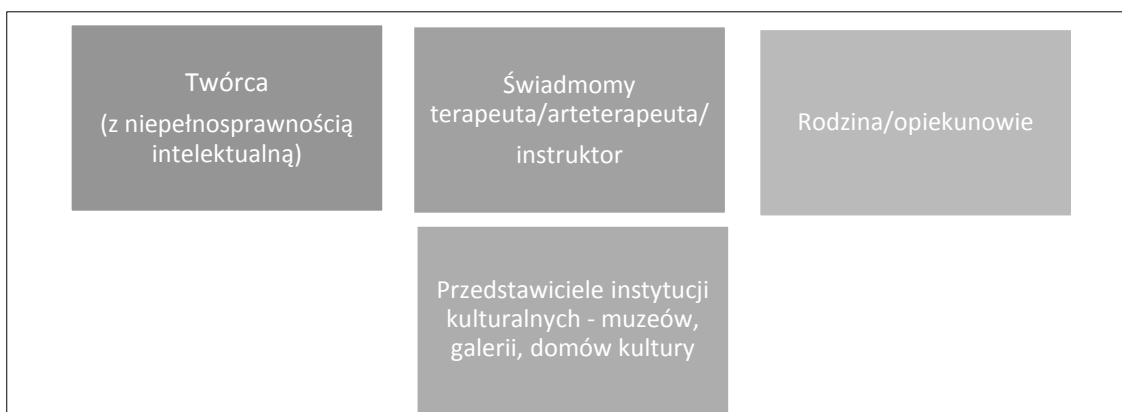 Twórca
(z niepełnosprawnością
intelektualną)
Świadmomy
terapeuta/arteterapeuta/
instruktor
Rodzina/opiekunowie
Przedstawiciele instytucji
kulturalnych - muzeów,
galerii, domów kultury